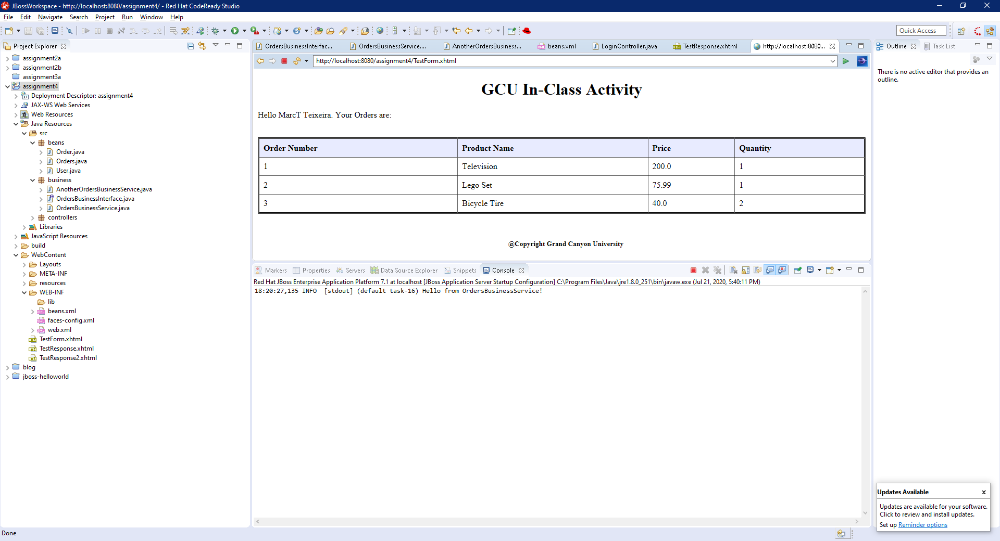 JBossWorkspace - http://localhost:8080/assignment4/ - Red Hat CodeReady Studio
File Edit Navigate Search Project Run Window Help
Quick Access
Project Explorer
assignment2a
assignment2b
assignment3a
assignment4
Deployment Descriptor: assignment4
JAX-WS Web Services
Web Resources
Java Resources
src
beans
Order.java
Orders.java
User.java
business
AnotherOrdersBusinessService.java
OrdersBusinessInterface.java
OrdersBusinessService.java
controllers
Libraries
JavaScript Resources
build
WebContent
Layouts
META-INF
resources
WEB-INF
lib
beans.xml
faces-config.xml
web.xml
TestForm.xhtml
TestResponse.xhtml
TestResponse2.xhtml
blog
jboss-helloworld
OrdersBusinessInterfac... OrdersBusinessService.... AnotherOrdersBusiness... beans.xml LoginController.java TestResponse.xhtml http://localhost:8080...
http://localhost:8080/assignment4/TestForm.xhtml
GCU In-Class Activity
Hello MarcT Teixeira. Your Orders are:
Order Number Product Name Price Quantity
1 Television 200.0 1
2 Lego Set 75.99 1
3 Bicycle Tire 40.0 2
@Copyright Grand Canyon University
Markers Properties Servers Data Source Explorer Snippets Console
Red Hat JBoss Enterprise Application Platform 7.1 at localhost [JBoss Application Server Startup Configuration] C:\Program Files\Java\jre1.8.0_251\bin\javaw.exe (Jul 21, 2020, 5:40:11 PM)
18:20:27,135 INFO  [stdout] (default task-16) Hello from OrdersBusinessService!
Outline Task List
There is no active editor that provides an
outline.
Updates Available
Updates are available for your software.
Click to review and install updates.
Set up Reminder options
Done